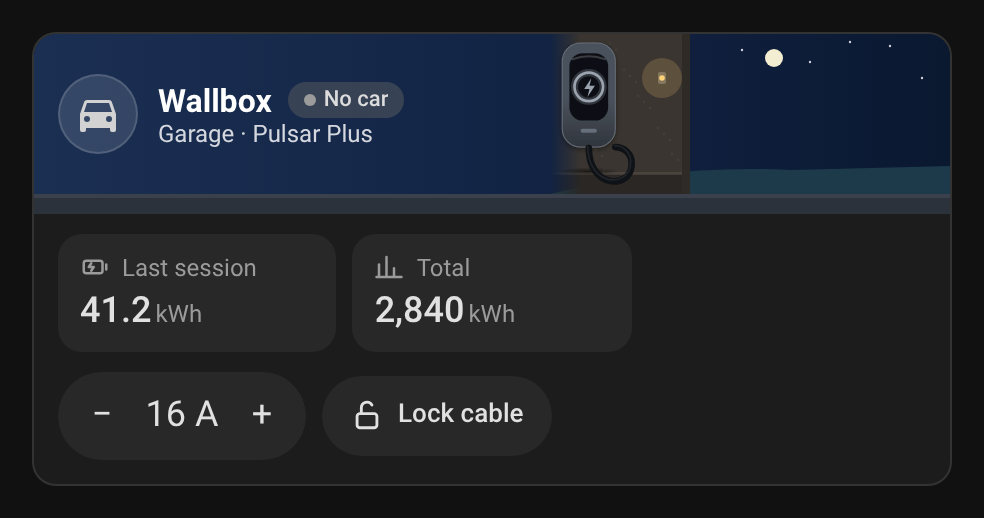 Wallbox
No car
Garage · Pulsar Plus
Last session
41.2 kWh
Total
2,840 kWh
− 16 A +
Lock cable